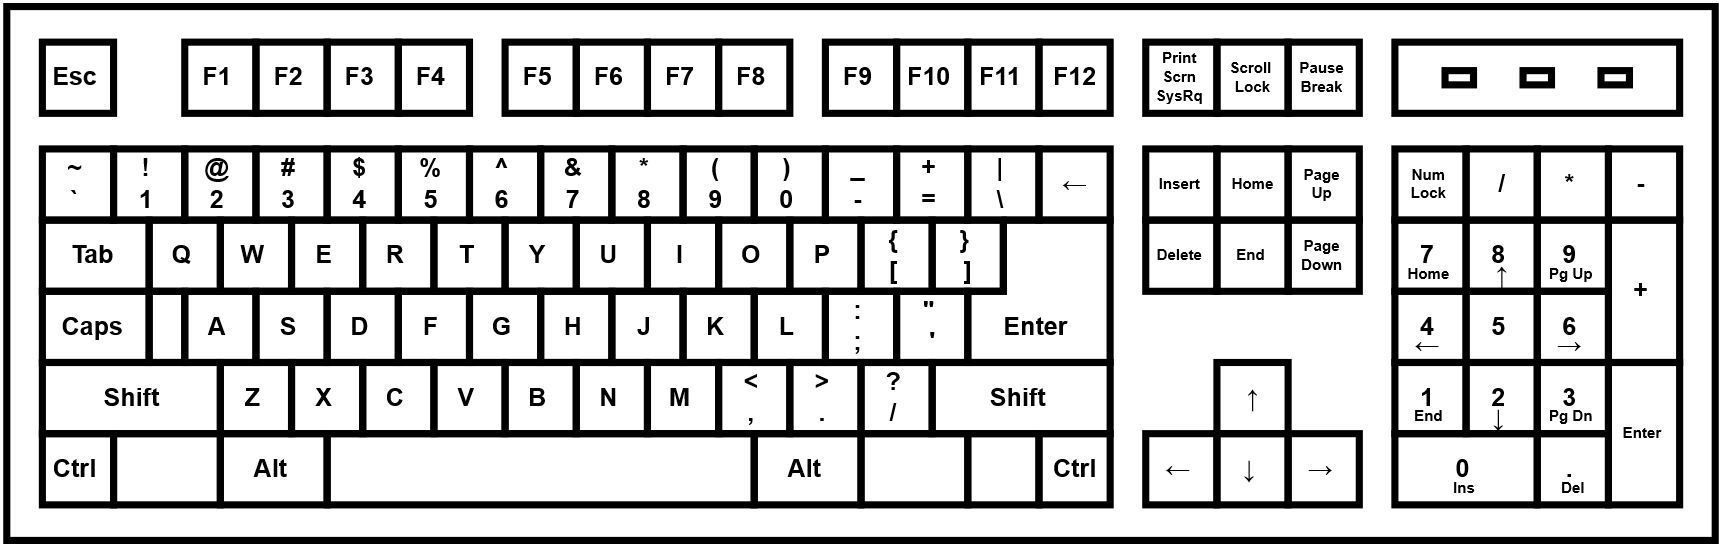 Esc F1 F2 F3 F4 F5 F6 F7 F8 F9 F10 F11 F12 Print Scrn SysRq Scroll Lock Pause Break
~ ` ! 1 @ 2 # 3 $ 4 % 5 ^ 6 & 7 * 8 ( 9 ) 0 _ - + = | \ ← Insert Home Page Up Num Lock / * -
Tab Q W E R T Y U I O P { [ } ] Delete End Page Down 7 Home 8 ↑ 9 Pg Up +
Caps A S D F G H J K L : ; " ' Enter 4 ← 5 6 →
Shift Z X C V B N M < , > . ? / Shift ↑ 1 End 2 ↓ 3 Pg Dn Enter
Ctrl Alt Alt Ctrl ← ↓ → 0 Ins . Del